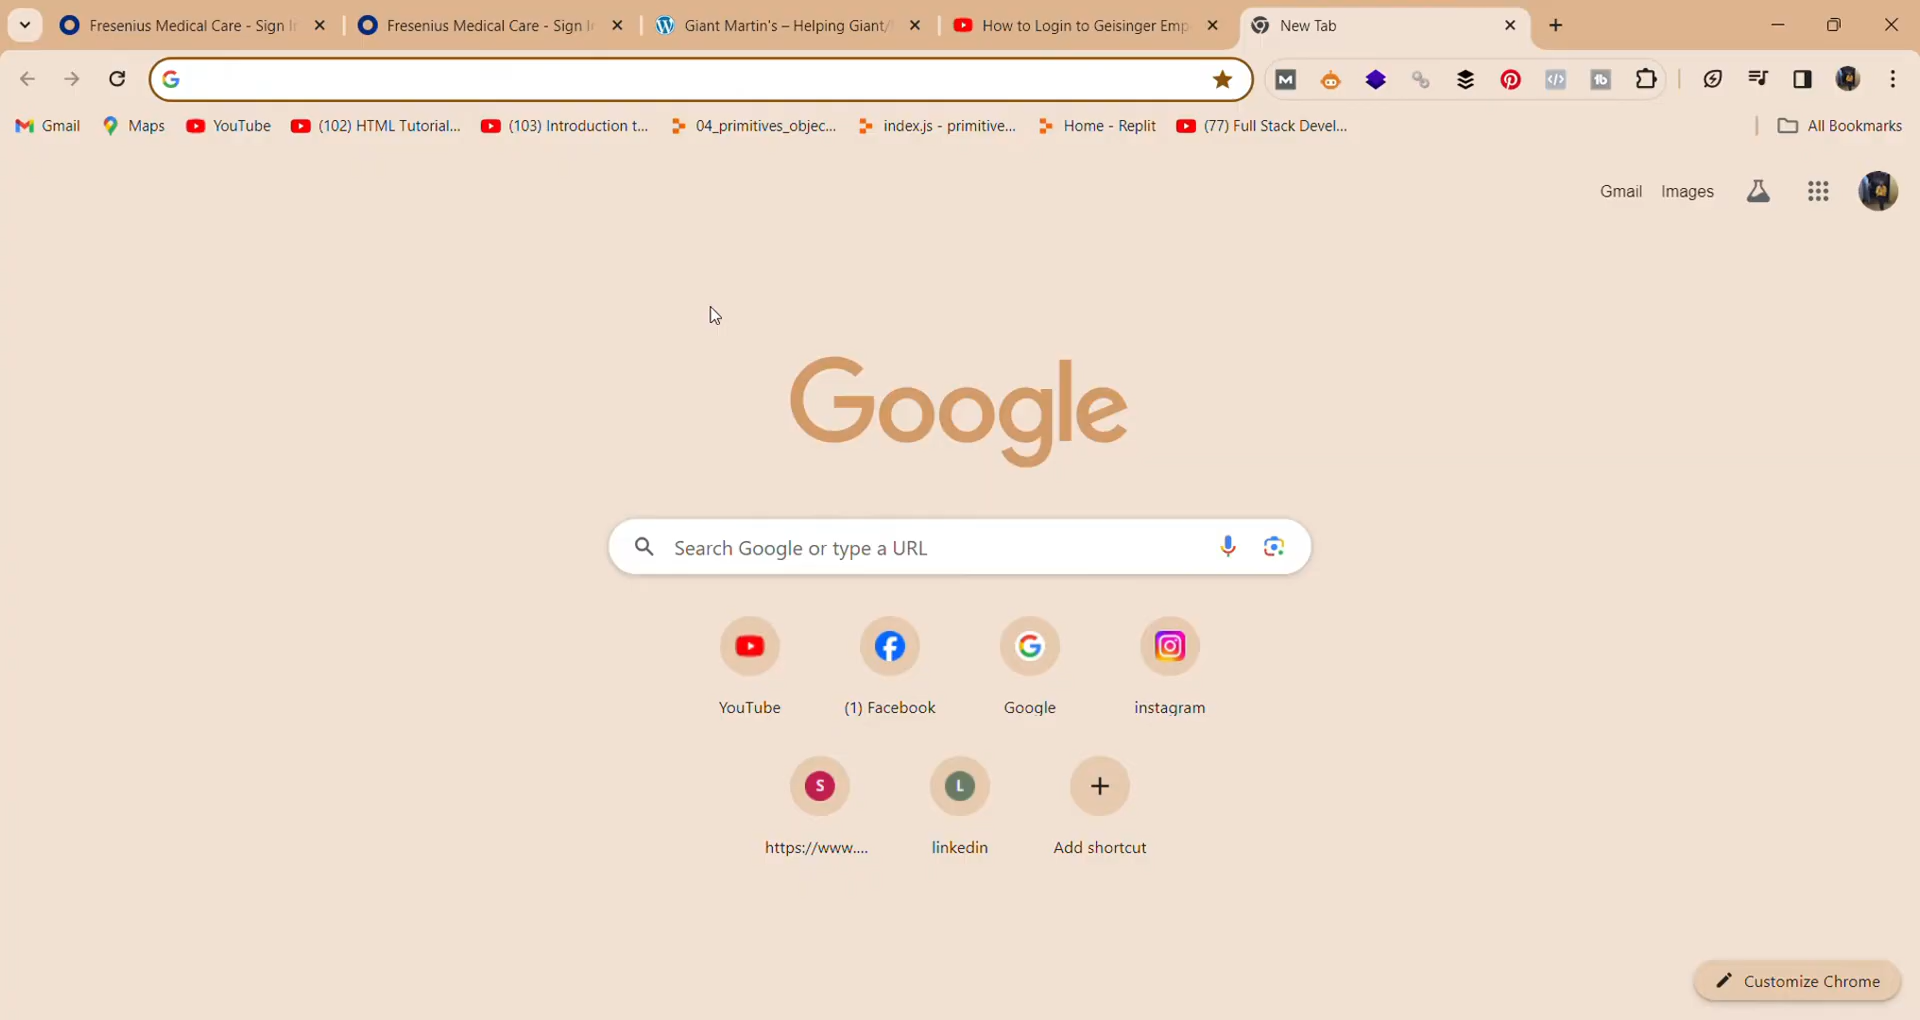 Fresenius Medical Care - Sign I
Fresenius Medical Care - Sign I
Giant Martin's – Helping Giant/
How to Login to Geisinger Emp
New Tab
Gmail
Maps
YouTube
(102) HTML Tutorial...
(103) Introduction t...
04_primitives_objec...
index.js - primitive...
Home - Replit
(77) Full Stack Devel...
All Bookmarks
Gmail
Images
Google
Search Google or type a URL
YouTube
(1) Facebook
Google
instagram
S
L
https://www....
linkedin
Add shortcut
Customize Chrome